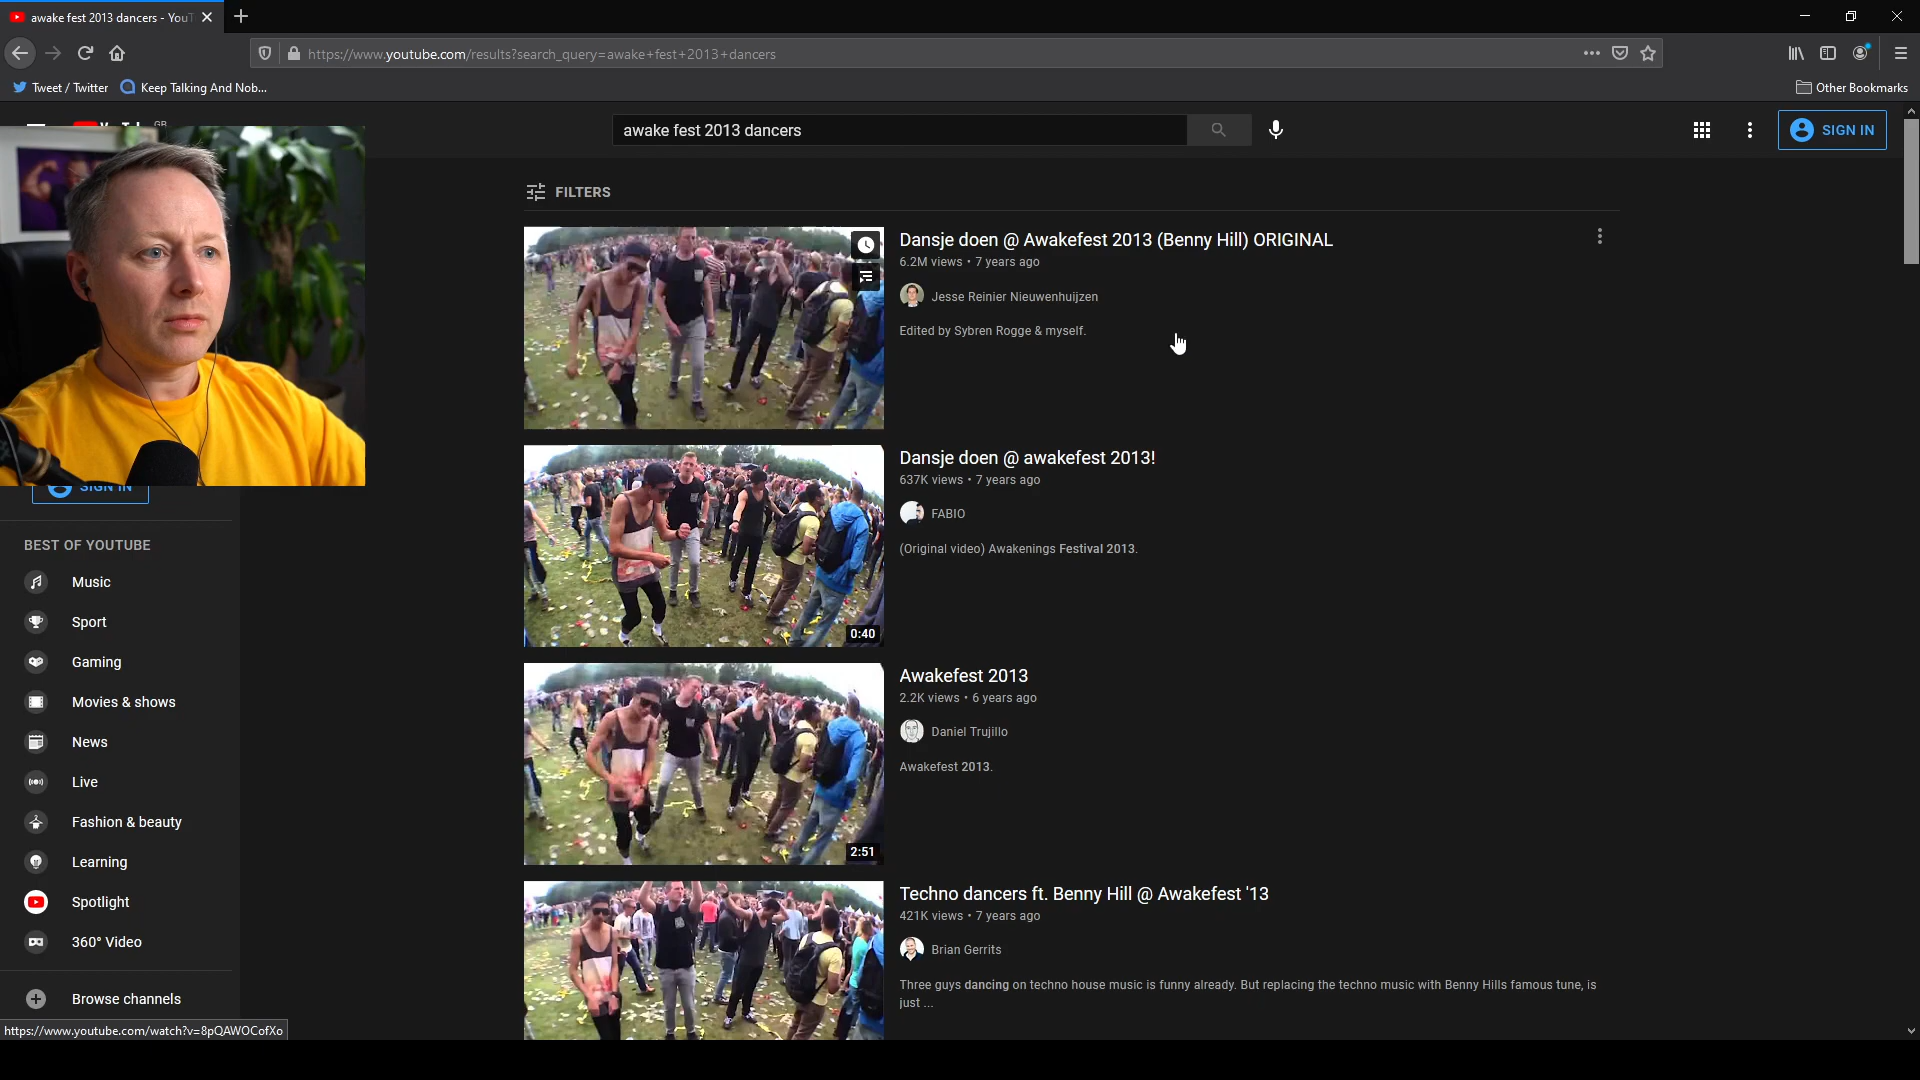 awake fest 2013 dancers - YouT
https://www.youtube.com/results?search_query=awake+fest+2013+dancers
Tweet / Twitter
Keep Talking And Nob...
Other Bookmarks
GB
awake fest 2013 dancers
SIGN IN
FILTERS
Dansje doen @ Awakefest 2013 (Benny Hill) ORIGINAL
6.2M views • 7 years ago
Jesse Reinier Nieuwenhuijzen
Edited by Sybren Rogge & myself.
Dansje doen @ awakefest 2013!
637K views • 7 years ago
FABIO
(Original video) Awakenings Festival 2013.
0:40
Awakefest 2013
2.2K views • 6 years ago
Daniel Trujillo
Awakefest 2013.
2:51
Techno dancers ft. Benny Hill @ Awakefest '13
421K views • 7 years ago
Brian Gerrits
Three guys dancing on techno house music is funny already. But replacing the techno music with Benny Hills famous tune, is
just ...
SIGN IN
BEST OF YOUTUBE
Music
Sport
Gaming
Movies & shows
News
Live
Fashion & beauty
Learning
Spotlight
360° Video
Browse channels
https://www.youtube.com/watch?v=8pQAWOCofXo